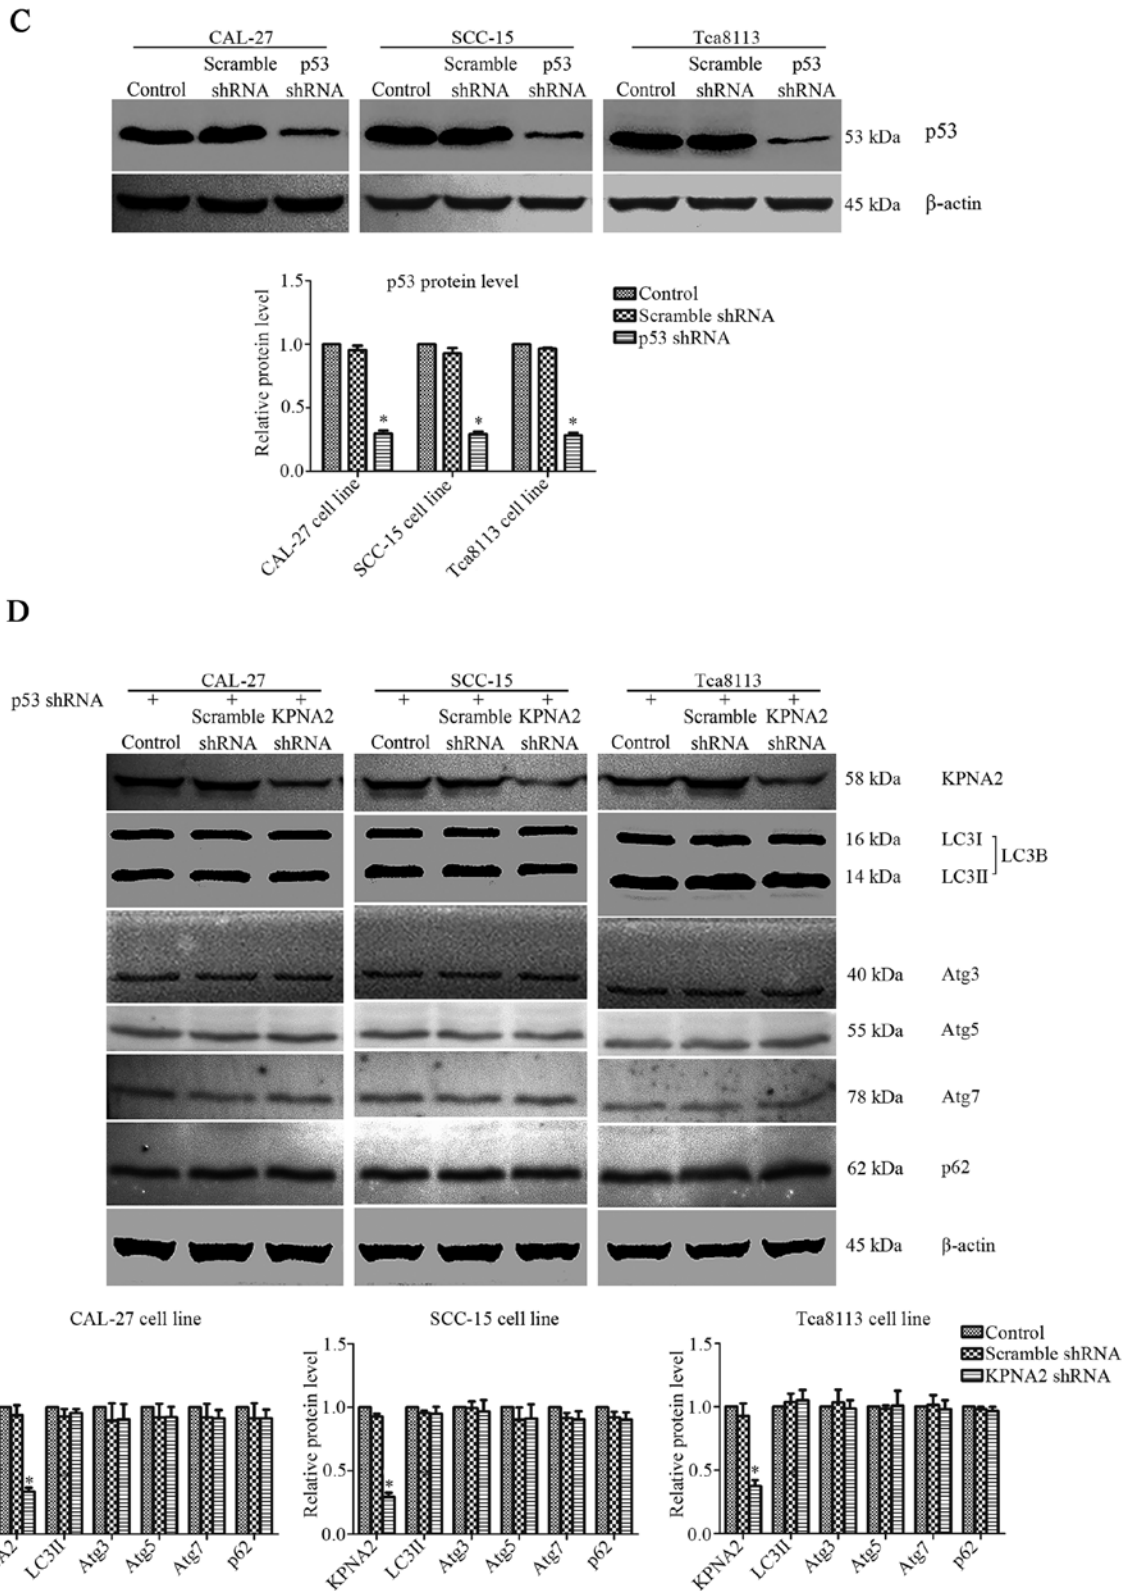 C
CAL-27 SCC-15 Tca8113
Scramble p53 Scramble p53 Scramble p53
Control shRNA shRNA Control shRNA shRNA Control shRNA shRNA
53 kDa p53
45 kDa β-actin
p53 protein level
Relative protein level
1.5
1.0
0.5
0.0
* * *
Control
Scramble shRNA
p53 shRNA
CAL-27 cell line
SCC-15 cell line
Tca8113 cell line
D
CAL-27 SCC-15 Tca8113
p53 shRNA + + + + + + + + +
Scramble KPNA2 Scramble KPNA2 Scramble KPNA2
Control shRNA shRNA Control shRNA shRNA Control shRNA shRNA
58 kDa KPNA2
16 kDa LC3I
LC3B
14 kDa LC3II
40 kDa Atg3
55 kDa Atg5
78 kDa Atg7
62 kDa p62
45 kDa β-actin
CAL-27 cell line
*
A2 LC3II Atg3 Atg5 Atg7 p62
SCC-15 cell line
Relative protein level
1.5
1.0
0.5
0.0
*
KPNA2 LC3II Atg3 Atg5 Atg7 p62
Tca8113 cell line
Relative protein level
1.5
1.0
0.5
0.0
*
KPNA2 LC3II Atg3 Atg5 Atg7 p62
Control
Scramble shRNA
KPNA2 shRNA